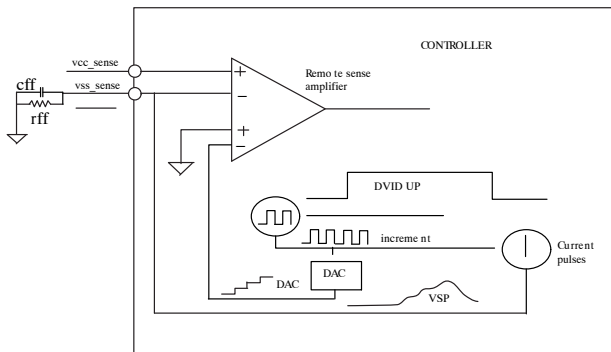 CONTROLLER
vcc_sense
Remo te sense
amplifier
cff
vss_sense
rff
+
−
+
−
DVID UP
increme nt
Current
pulses
DAC
DAC
VSP